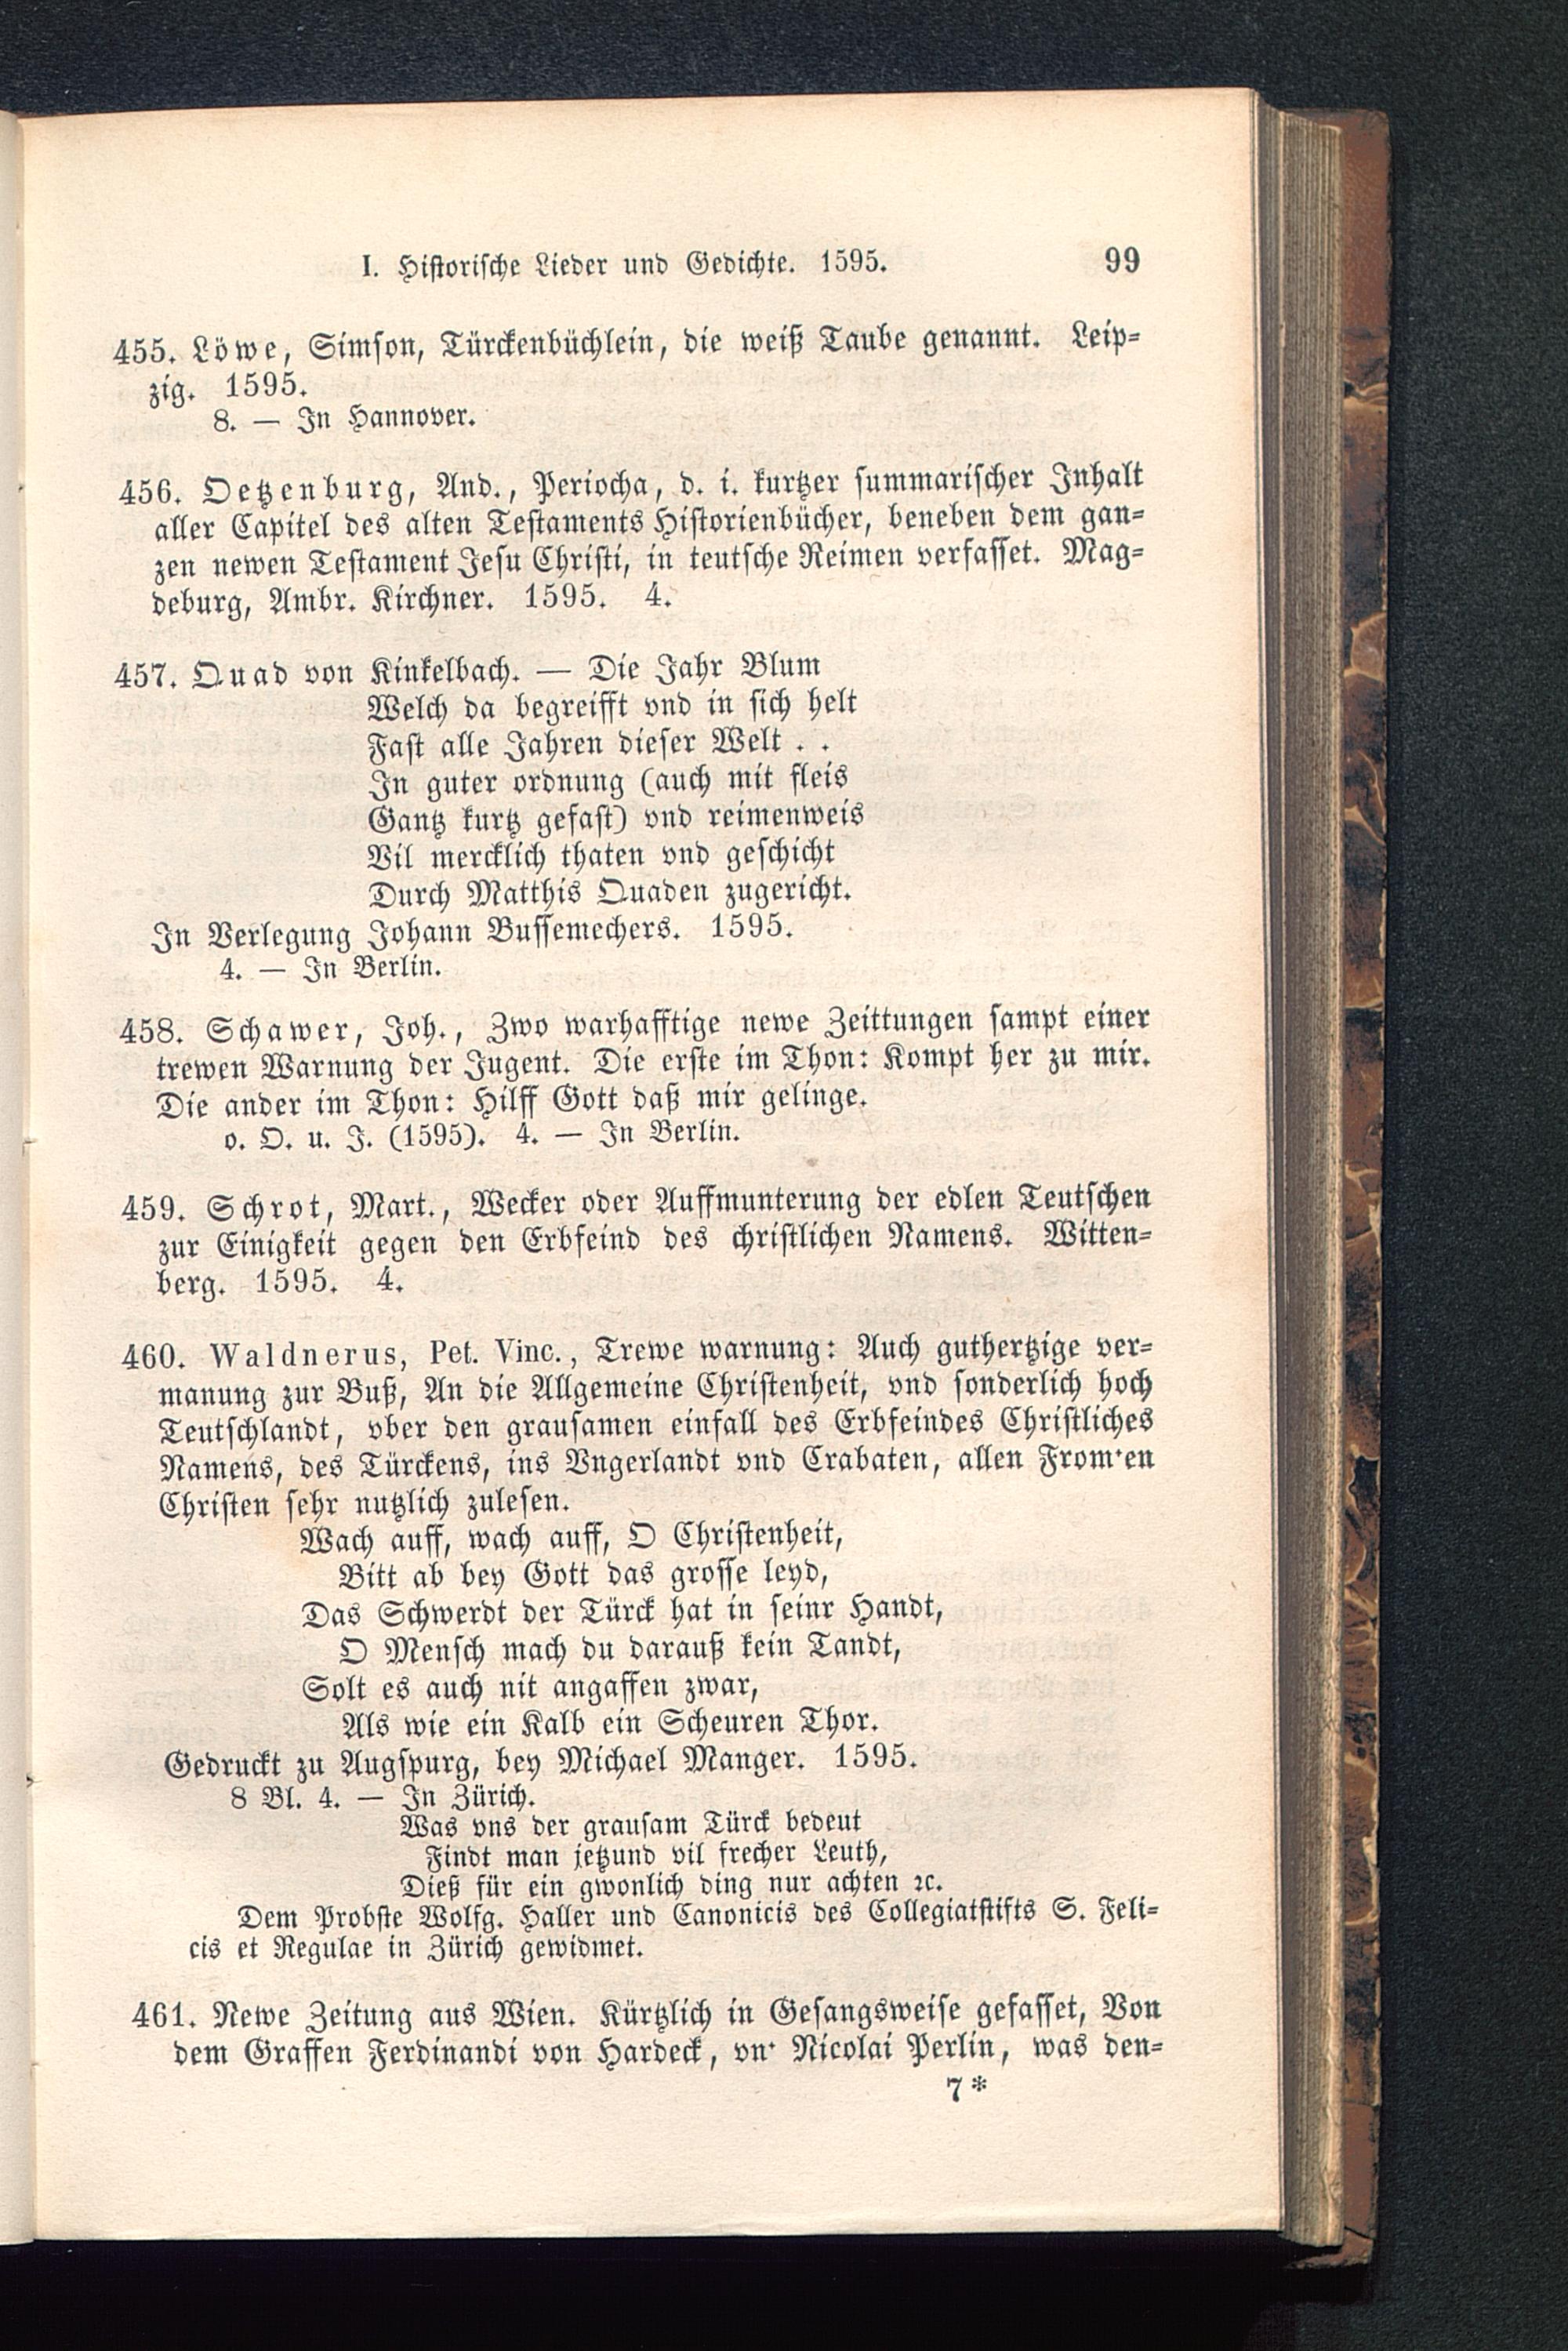 I. Historische Lieder und Gedichte. 1595. 99
455. Löwe, Simson, Türckenbüchlein, die weiß Taube genannt. Leip-
zig. 1595.
8. — In Hannover.
456. Oetzenburg, And., Periocha, d. i. kurtzer summarischer Inhalt
aller Capitel des alten Testaments Historienbücher, beneben dem gan-
zen newen Testament Jesu Christi, in teutsche Reimen verfasset. Mag-
deburg, Ambr. Kirchner. 1595. 4.
457. Quad von Kinkelbach. — Die Jahr Blum
Welch da begreifft vnd in sich helt
Fast alle Jahren dieser Welt . .
In guter ordnung (auch mit fleis
Gantz kurtz gefast) vnd reimenweis
Vil mercklich thaten vnd geschicht
Durch Matthis Quaden zugericht.
In Verlegung Johann Bussemechers. 1595.
4. — In Berlin.
458. Schawer, Joh., Zwo warhafftige newe Zeittungen sampt einer
trewen Warnung der Jugent. Die erste im Thon: Kompt her zu mir.
Die ander im Thon: Hilff Gott daß mir gelinge.
o. O. u. J. (1595). 4. — In Berlin.
459. Schrot, Mart., Wecker oder Auffmunterung der edlen Teutschen
zur Einigkeit gegen den Erbfeind des christlichen Namens. Witten-
berg. 1595. 4.
460. Waldnerus, Pet. Vinc., Trewe warnung: Auch guthertzige ver-
manung zur Buß, An die Allgemeine Christenheit, vnd sonderlich hoch
Teutschlandt, vber den grausamen einfall des Erbfeindes Christliches
Namens, des Türckens, ins Vngerlandt vnd Crabaten, allen From'en
Christen sehr nutzlich zulesen.
Wach auff, wach auff, O Christenheit,
Bitt ab bey Gott das grosse leyd,
Das Schwerdt der Türck hat in seinr Handt,
O Mensch mach du darauß kein Tandt,
Solt es auch nit angaffen zwar,
Als wie ein Kalb ein Scheuren Thor.
Gedruckt zu Augspurg, bey Michael Manger. 1595.
8 Bl. 4. — In Zürich.
Was vns der grausam Türck bedeut
Findt man jetzund vil frecher Leuth,
Dieß für ein gwonlich ding nur achten ꝛc.
Dem Probste Wolfg. Haller und Canonicis des Collegiatstifts S. Feli-
cis et Regulae in Zürich gewidmet.
461. Newe Zeitung aus Wien. Kürtzlich in Gesangsweise gefasset, Von
dem Graffen Ferdinandi von Hardeck, vn' Nicolai Perlin, was den-
7*